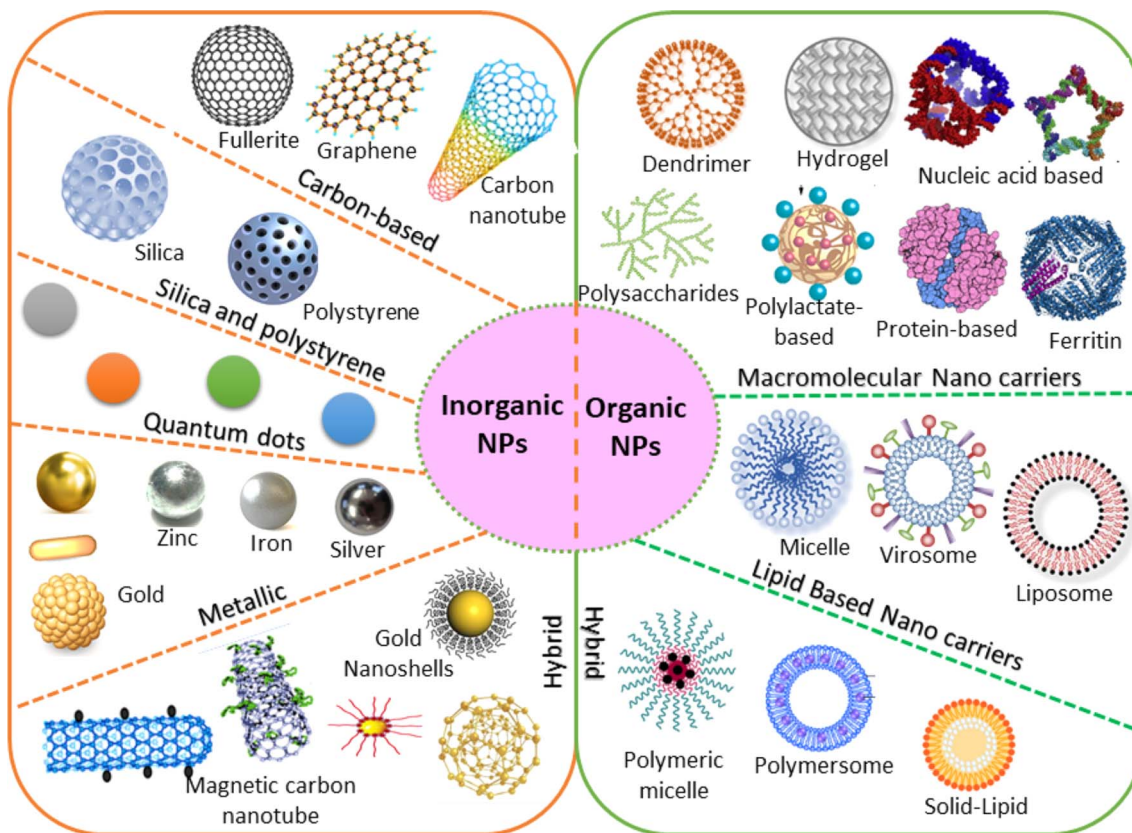 Fullerite
Graphene
Carbon
nanotube
Carbon-based
Silica
Polystyrene
Silica and polystyrene
Quantum dots
Zinc
Iron
Silver
Gold
Metallic
Gold
Nanoshells
Magnetic carbon
nanotube
Hybrid
Inorganic
NPs
Organic
NPs
Dendrimer
Hydrogel
Nucleic acid based
Polysaccharides
Polylactate-
based
Protein-based
Ferritin
Macromolecular Nano carriers
Micelle
Virosome
Liposome
Lipid Based Nano carriers
Hybrid
Polymeric
micelle
Polymersome
Solid-Lipid